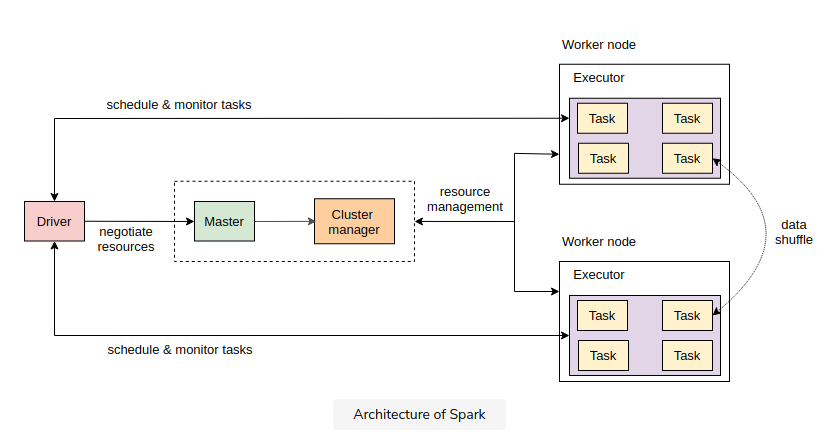 Worker node
Executor
Task
Task
Task
Task
schedule & monitor tasks
Driver
negotiate
resources
Master
Cluster
manager
resource
management
data
shuffle
Worker node
Executor
Task
Task
Task
Task
schedule & monitor tasks
Architecture of Spark